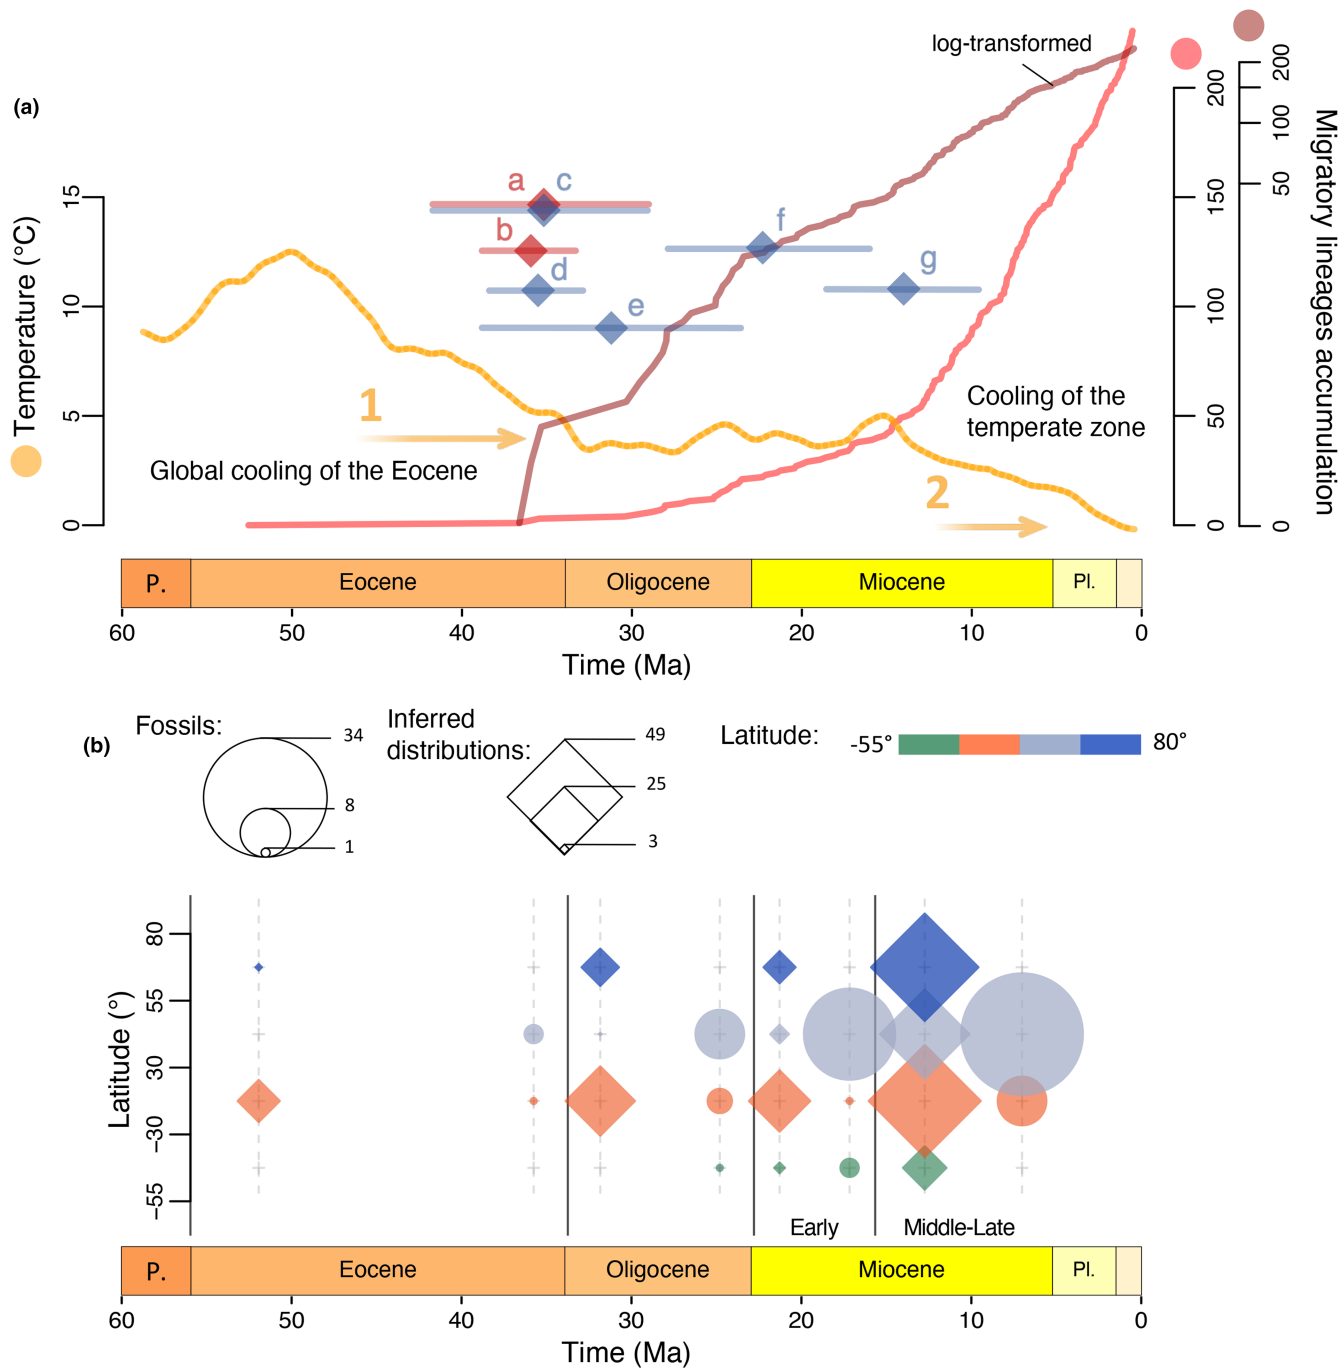 (a)
log-transformed
Temperature (°C)
15
10
5
0
a
c
b
d
e
f
g
1
Global cooling of the Eocene
Cooling of the
temperate zone
2
200
150
100
50
0
200
100
50
0
Migratory lineages accumulation
P.
Eocene
Oligocene
Miocene
Pl.
60
50
40
30
20
10
0
Time (Ma)
(b)
Fossils:
34
8
1
Inferred
distributions:
49
25
3
Latitude:
-55°
80°
Latitude (°)
80
55
30
−30
−55
Early
Middle-Late
P.
Eocene
Oligocene
Miocene
Pl.
60
50
40
30
20
10
0
Time (Ma)